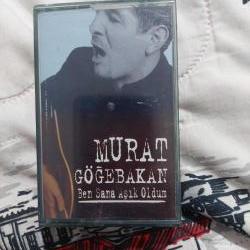 MURAT
GÖĞEBAKAN
Ben Sana Aşık Oldum